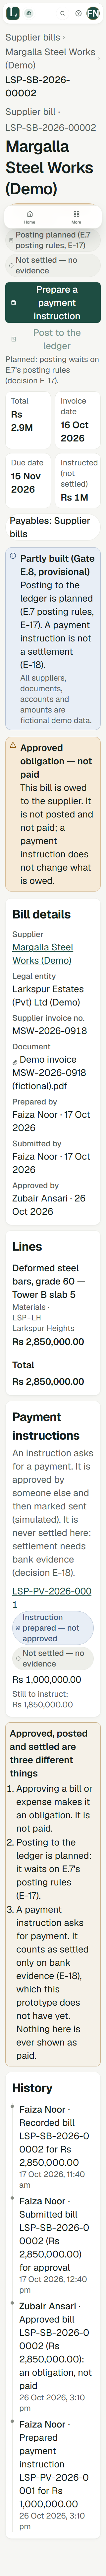 L
FN
Supplier bills ›
Margalla Steel Works
(Demo)
LSP-SB-2026-
00002
Supplier bill ·
LSP-SB-2026-00002
Margalla
Steel Works
(Demo)
Home
More
Posting planned (E.7
posting rules, E-17)
Not settled — no
evidence
Prepare a
payment
instruction
Post to the
ledger
Planned: posting waits
on E.7's posting rules
(decision E-17).
Total
Rs
2.9M
Invoice
date
16 Oct
2026
Due date
15 Nov
2026
Instructed
(not
settled)
Rs 1M
Payables: Supplier
bills
Partly built (Gate
E.8, provisional)
Posting to the
ledger is planned
(E.7 posting rules,
E-17). A payment
instruction is not
a settlement
(E-18).
All suppliers,
documents,
accounts and
amounts are
fictional demo data.
Approved
obligation — not
paid
This bill is owed
to the supplier. It
is not posted and
not paid; a
payment
instruction does
not change what
is owed.
Bill details
Supplier
Margalla Steel
Works (Demo)
Legal entity
Larkspur Estates
(Pvt) Ltd (Demo)
Supplier invoice no.
MSW-2026-0918
Document
Demo invoice
MSW-2026-0918
(fictional).pdf
Prepared by
Faiza Noor · 17 Oct
2026
Submitted by
Faiza Noor · 17 Oct
2026
Approved by
Zubair Ansari · 26
Oct 2026
Lines
Deformed steel
bars, grade 60 —
Tower B slab 5
Materials ·
LSP-LH
Larkspur Heights
Rs 2,850,000.00
Total
Rs 2,850,000.00
Payment
instructions
An instruction asks
for a payment. It is
approved by
someone else and
then marked sent
(simulated). It is
never settled here:
settlement needs
bank evidence
(decision E-18).
LSP-PV-2026-000
1
Instruction
prepared — not
approved
Not settled — no
evidence
Rs 1,000,000.00
Still to instruct:
Rs 1,850,000.00
Approved, posted
and settled are
three different
things
1. Approving a bill or
expense makes it
an obligation. It is
not paid.
2. Posting to the
ledger is planned:
it waits on E.7's
posting rules
(E-17).
3. A payment
instruction asks
for payment. It
counts as settled
only on bank
evidence (E-18),
which this
prototype does
not have yet.
Nothing here is
ever shown as
paid.
History
Faiza Noor ·
Recorded bill
LSP-SB-2026-0
0002 for Rs
2,850,000.00
17 Oct 2026, 11:40
am
Faiza Noor ·
Submitted bill
LSP-SB-2026-0
0002 (Rs
2,850,000.00)
for approval
17 Oct 2026, 12:40
pm
Zubair Ansari ·
Approved bill
LSP-SB-2026-0
0002 (Rs
2,850,000.00):
an obligation, not
paid
26 Oct 2026, 3:10
pm
Faiza Noor ·
Prepared
payment
instruction
LSP-PV-2026-0
001 for Rs
1,000,000.00
26 Oct 2026, 3:10
pm